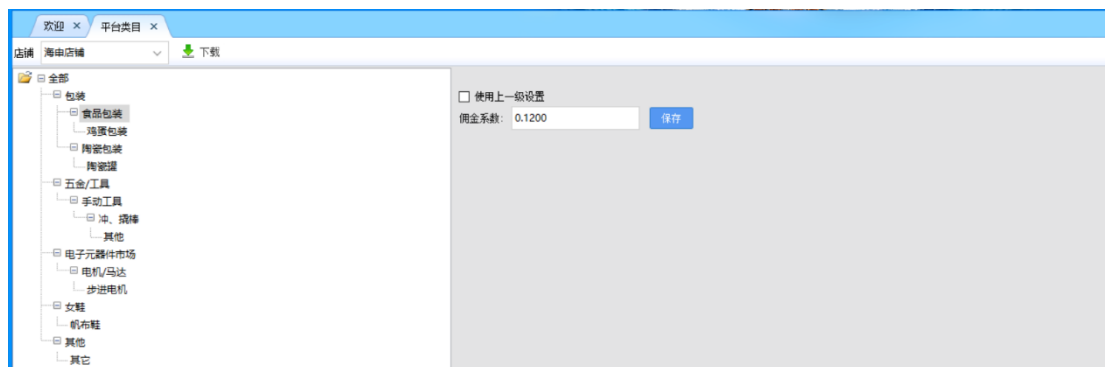 欢迎 × 平台类目 ×
店铺 海申店铺 下载
全部
包装
使用上一级设置
食品包装
佣金系数: 0.1200 保存
鸡蛋包装
陶瓷包装
陶瓷罐
五金/工具
手动工具
冲、撬棒
其他
电子元器件市场
电机/马达
步进电机
女鞋
帆布鞋
其他
其它